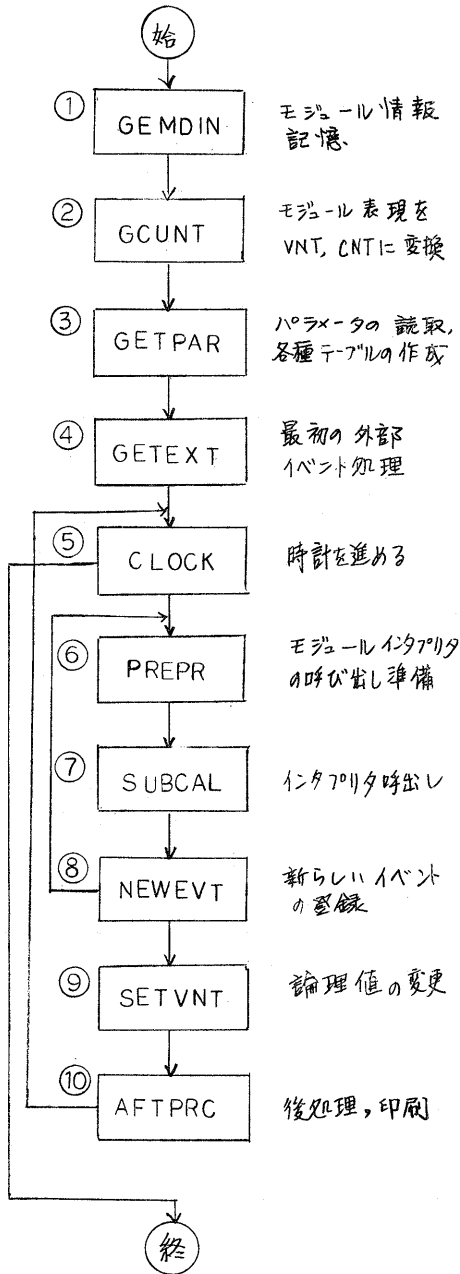 始
① GEMDIN モジュール情報
記憶、
② GCUNT モジュール表現を
VNT, CNTに変換
③ GETPAR パラメータの読取,
各種テーブルの作成
④ GETEXT 最初の外部
イベント処理
⑤ CLOCK 時計を進める
⑥ PREPR モジュールインタプリタ
の呼び出し準備
⑦ SUBCAL インタプリタ呼出し
⑧ NEWEVT 新らしいイベント
の登録
⑨ SETVNT 論理値の変更
⑩ AFTPRC 後処理,印刷
終